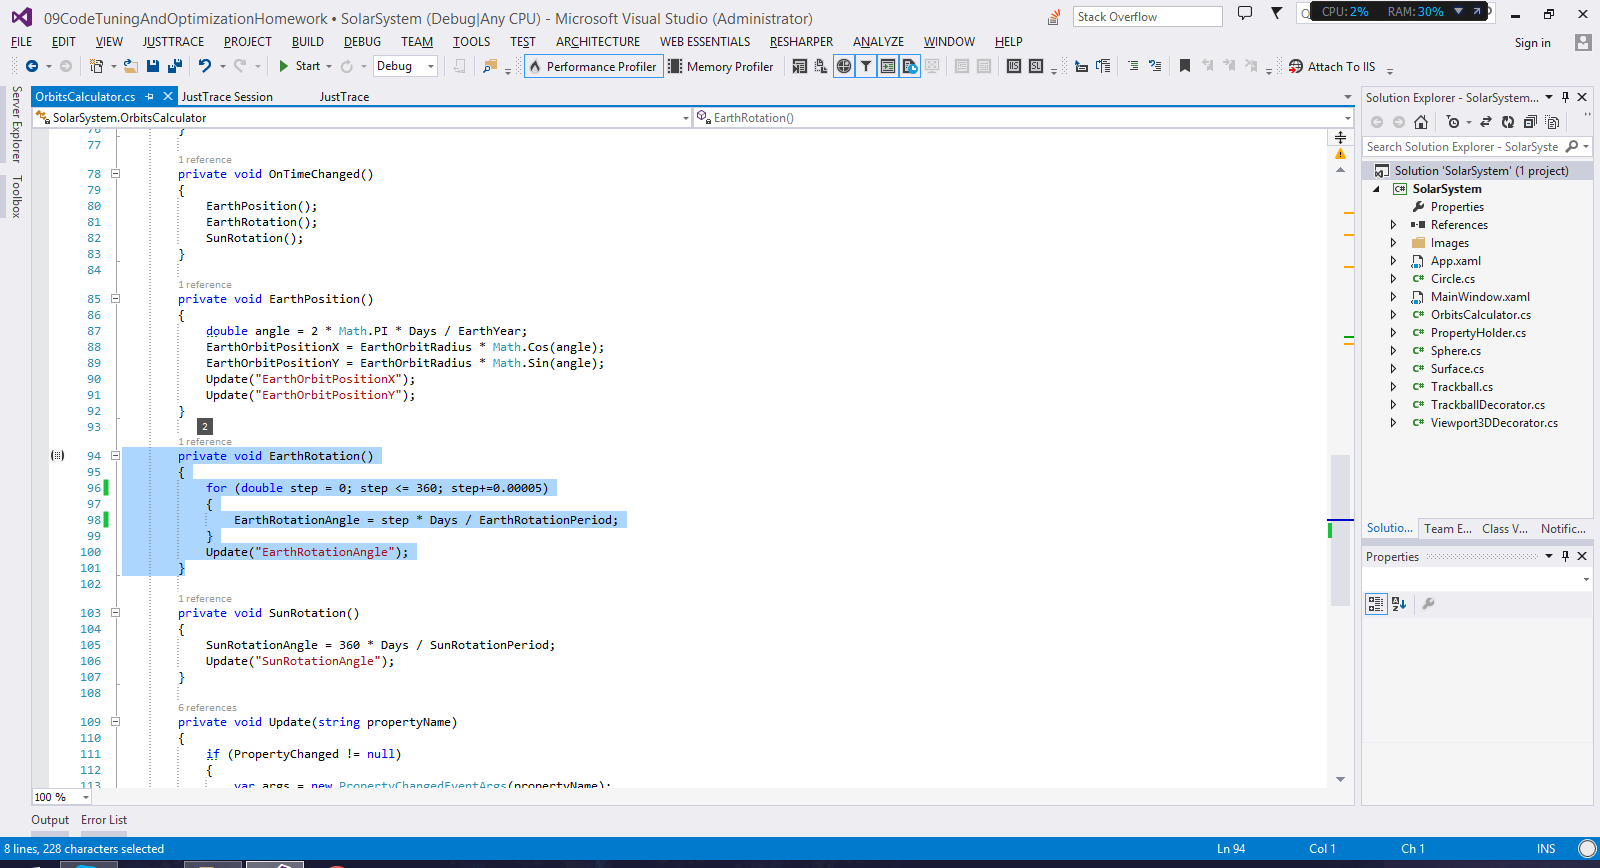 09CodeTuningAndOptimizationHomework • SolarSystem (Debug|Any CPU) - Microsoft Visual Studio (Administrator)
Stack Overflow
CPU:2% RAM:30%
FILE EDIT VIEW JUSTTRACE PROJECT BUILD DEBUG TEAM TOOLS TEST ARCHITECTURE WEB ESSENTIALS RESHARPER ANALYZE WINDOW HELP
Sign in
Start Debug Performance Profiler Memory Profiler Attach To IIS
Server Explorer
Toolbox
OrbitsCalculator.cs JustTrace Session JustTrace
SolarSystem.OrbitsCalculator EarthRotation()
76 }
77
1 reference
78 private void OnTimeChanged()
79 {
80 EarthPosition();
81 EarthRotation();
82 SunRotation();
83 }
84
1 reference
85 private void EarthPosition()
86 {
87 double angle = 2 * Math.PI * Days / EarthYear;
88 EarthOrbitPositionX = EarthOrbitRadius * Math.Cos(angle);
89 EarthOrbitPositionY = EarthOrbitRadius * Math.Sin(angle);
90 Update("EarthOrbitPositionX");
91 Update("EarthOrbitPositionY");
92 }
93 2
1 reference
94 private void EarthRotation()
95 {
96 for (double step = 0; step <= 360; step+=0.00005)
97 {
98 EarthRotationAngle = step * Days / EarthRotationPeriod;
99 }
100 Update("EarthRotationAngle");
101 }
102
1 reference
103 private void SunRotation()
104 {
105 SunRotationAngle = 360 * Days / SunRotationPeriod;
106 Update("SunRotationAngle");
107 }
108
6 references
109 private void Update(string propertyName)
110 {
111 if (PropertyChanged != null)
112 {
113 var args = new PropertyChangedEventArgs(propertyName);
100 %
Solution Explorer - SolarSystem...
Search Solution Explorer - SolarSyste
Solution 'SolarSystem' (1 project)
C# SolarSystem
Properties
References
Images
App.xaml
C# Circle.cs
MainWindow.xaml
C# OrbitsCalculator.cs
C# PropertyHolder.cs
C# Sphere.cs
C# Surface.cs
C# Trackball.cs
C# TrackballDecorator.cs
C# Viewport3DDecorator.cs
Solutio... Team E... Class V... Notific...
Properties
Output Error List
8 lines, 228 characters selected Ln 94 Col 1 Ch 1 INS